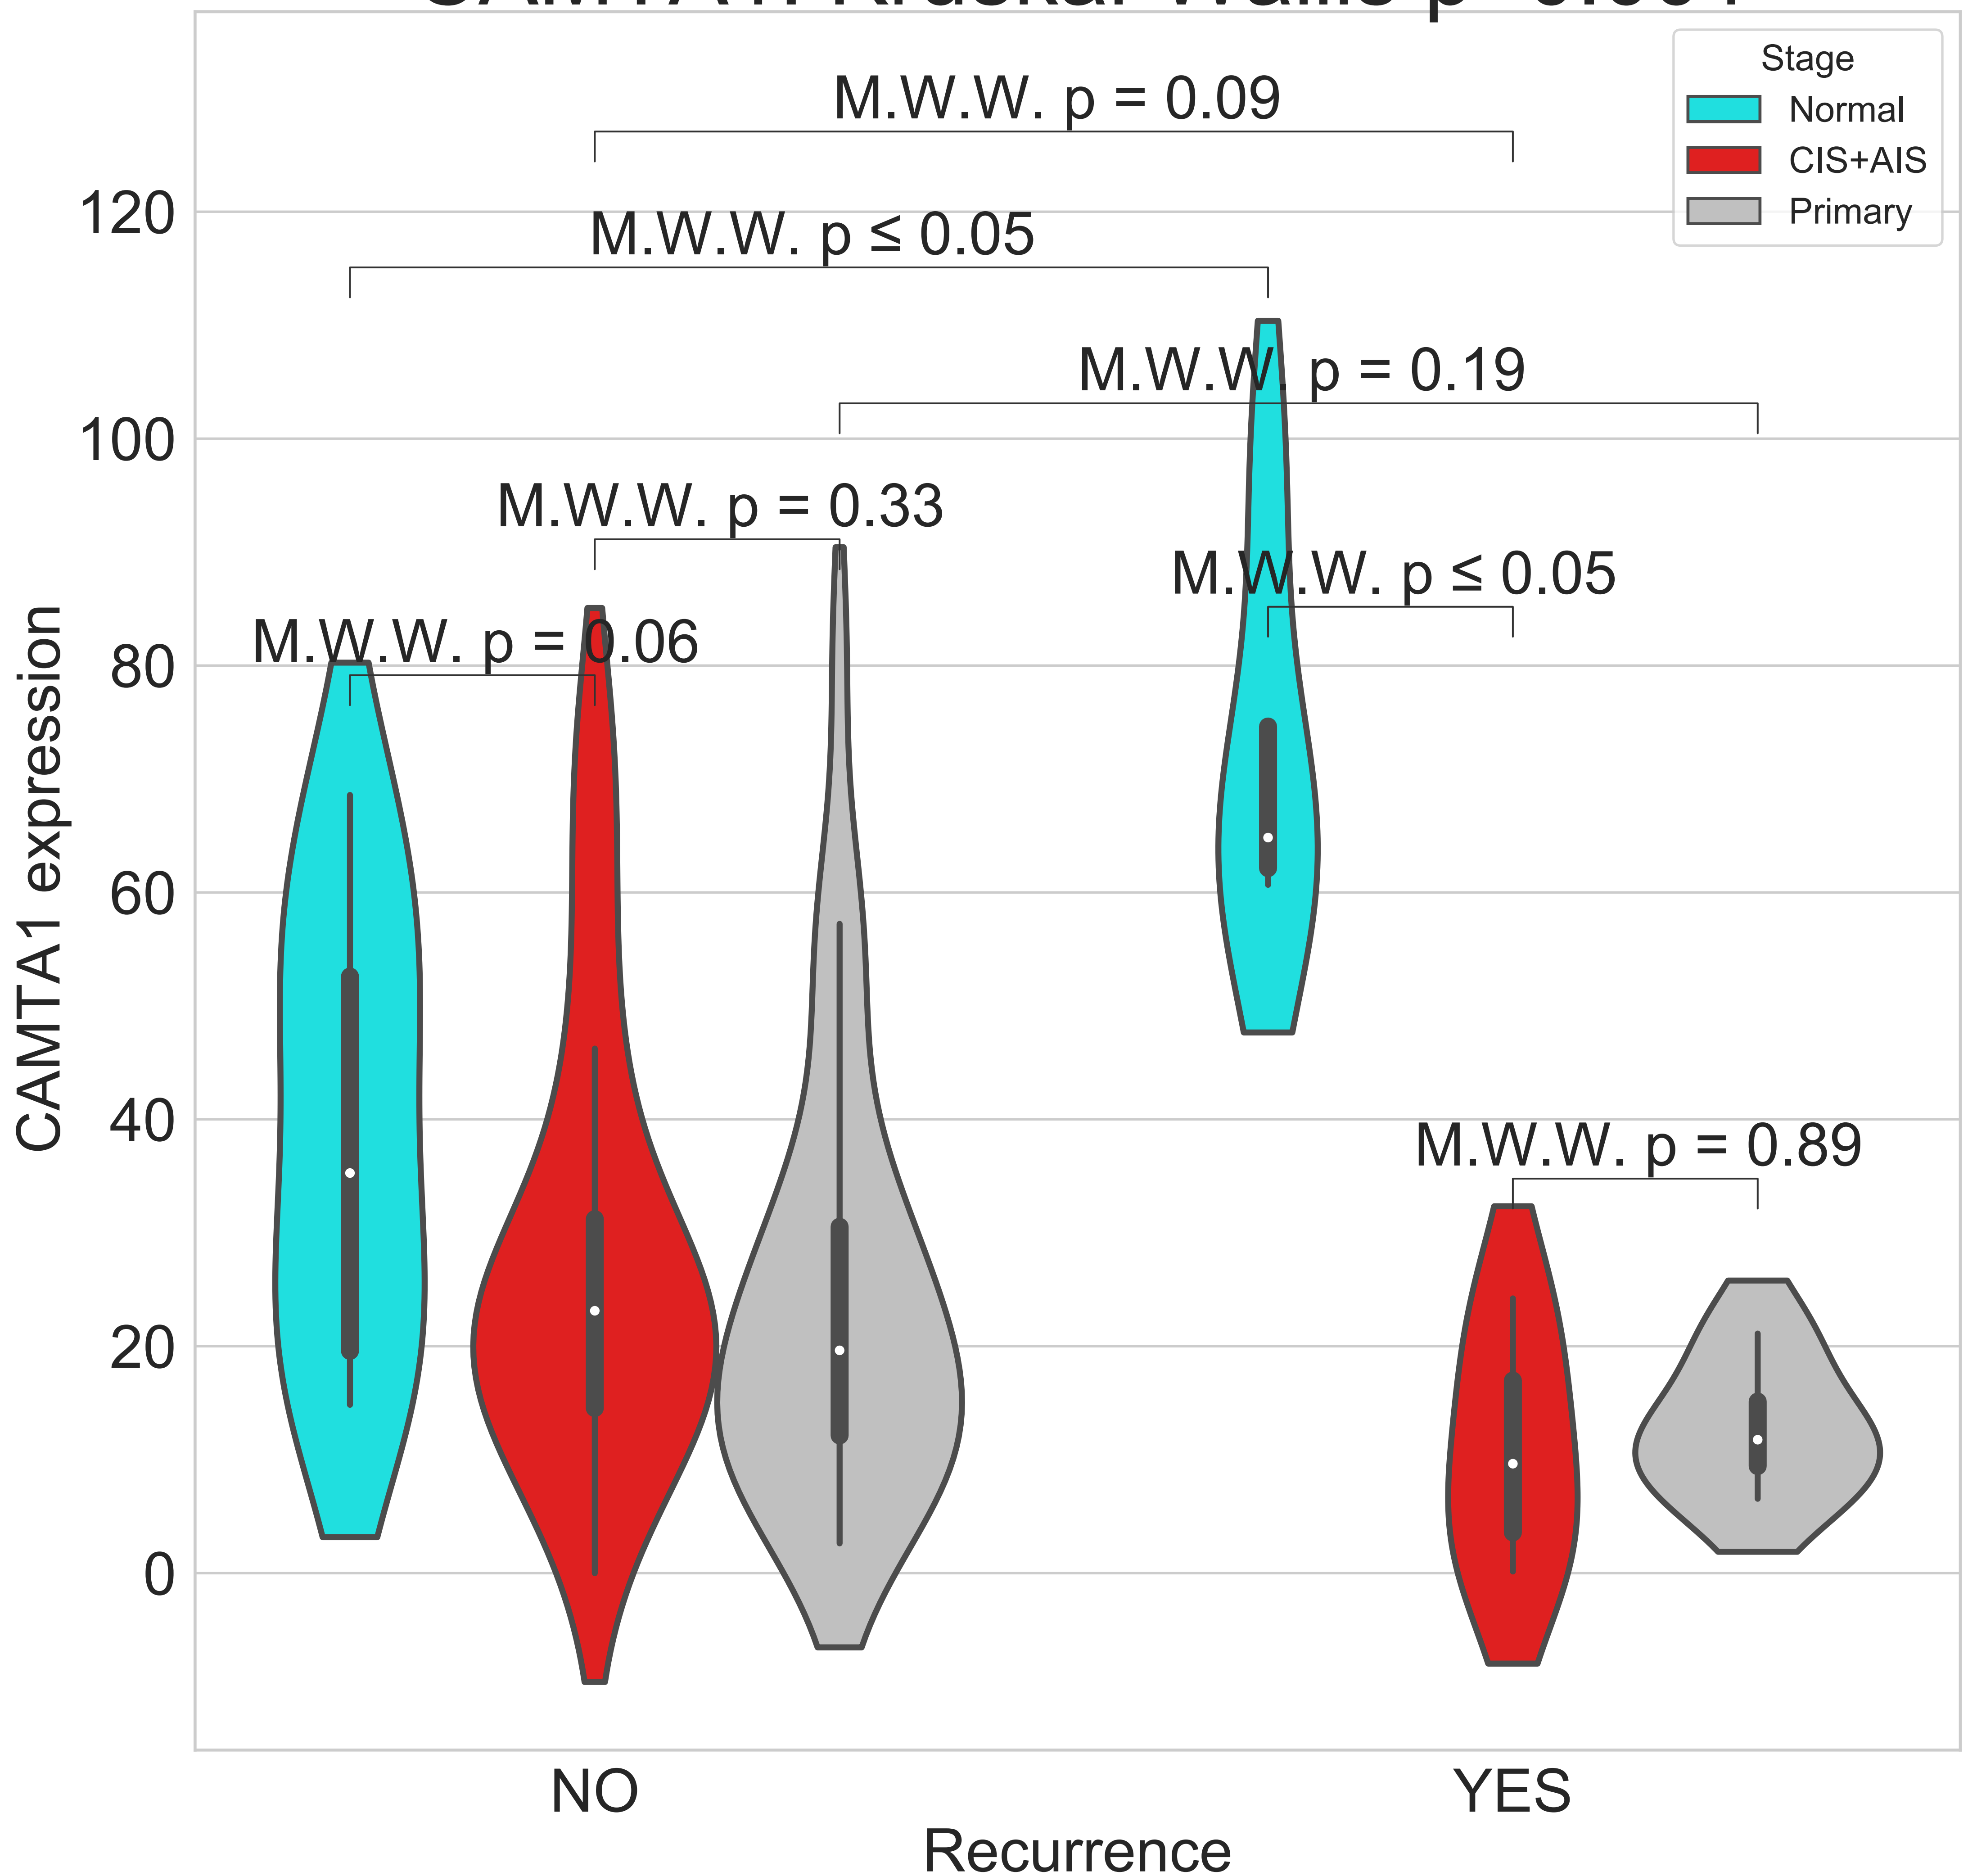 Stage
Normal
CIS+AIS
Primary
M.W.W. p = 0.09
M.W.W. p ≤ 0.05
M.W.W. p = 0.19
M.W.W. p = 0.33
M.W.W. p ≤ 0.05
M.W.W. p = 0.06
M.W.W. p = 0.89
120
100
80
60
40
20
0
CAMTA1 expression
NO
YES
Recurrence